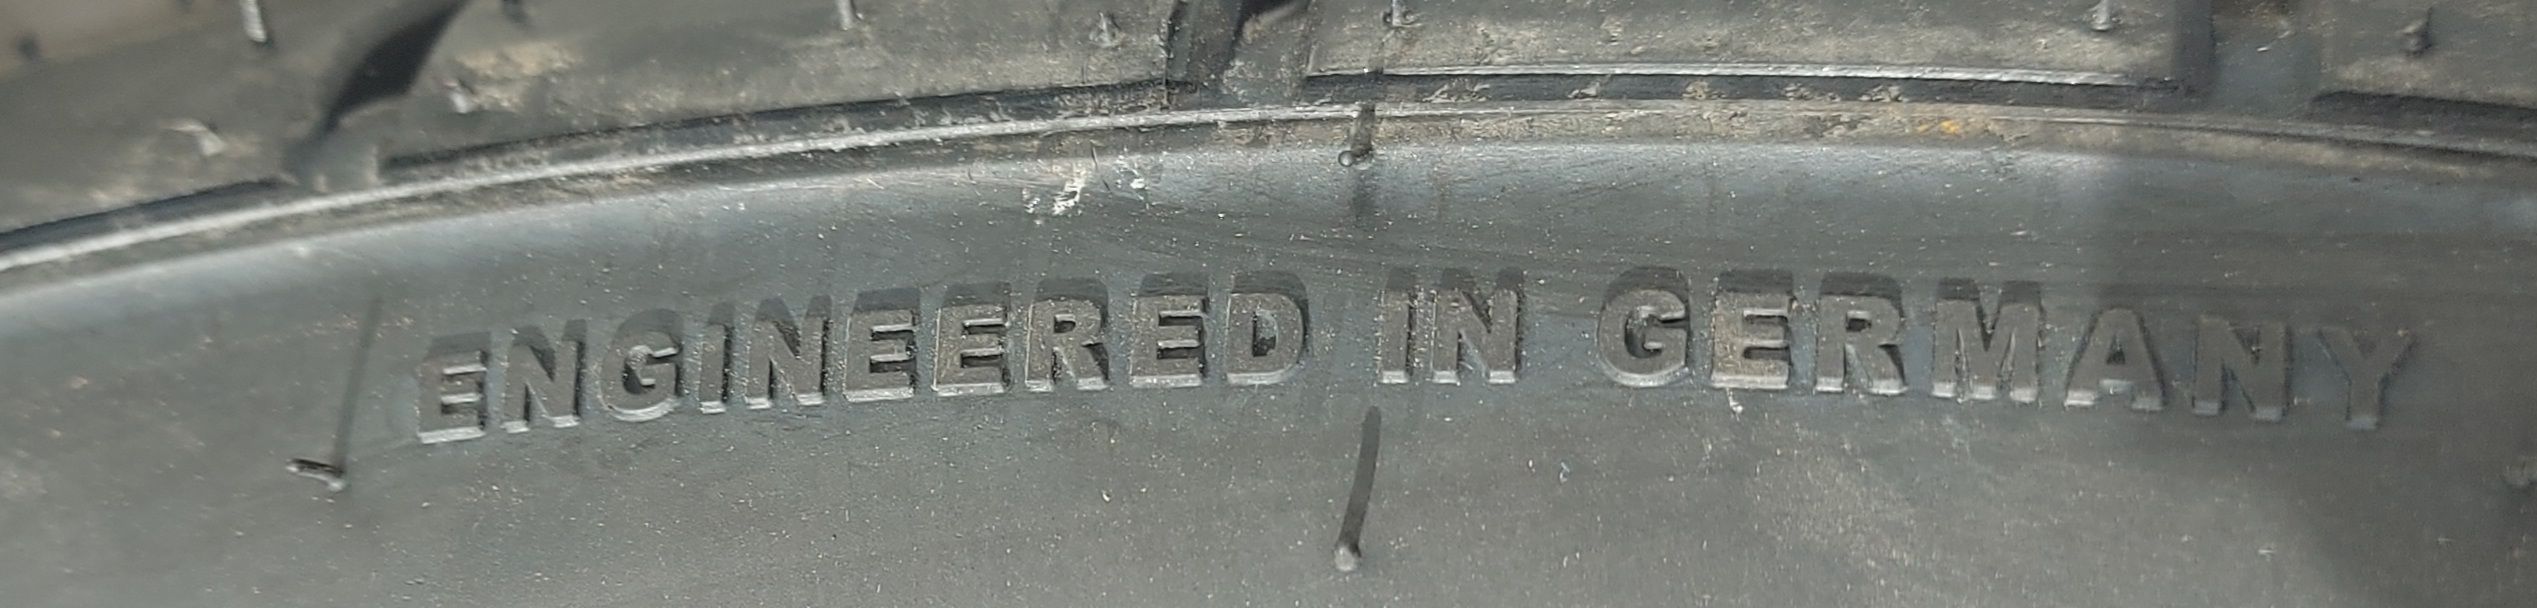 ENGINEERED IN GERMANY